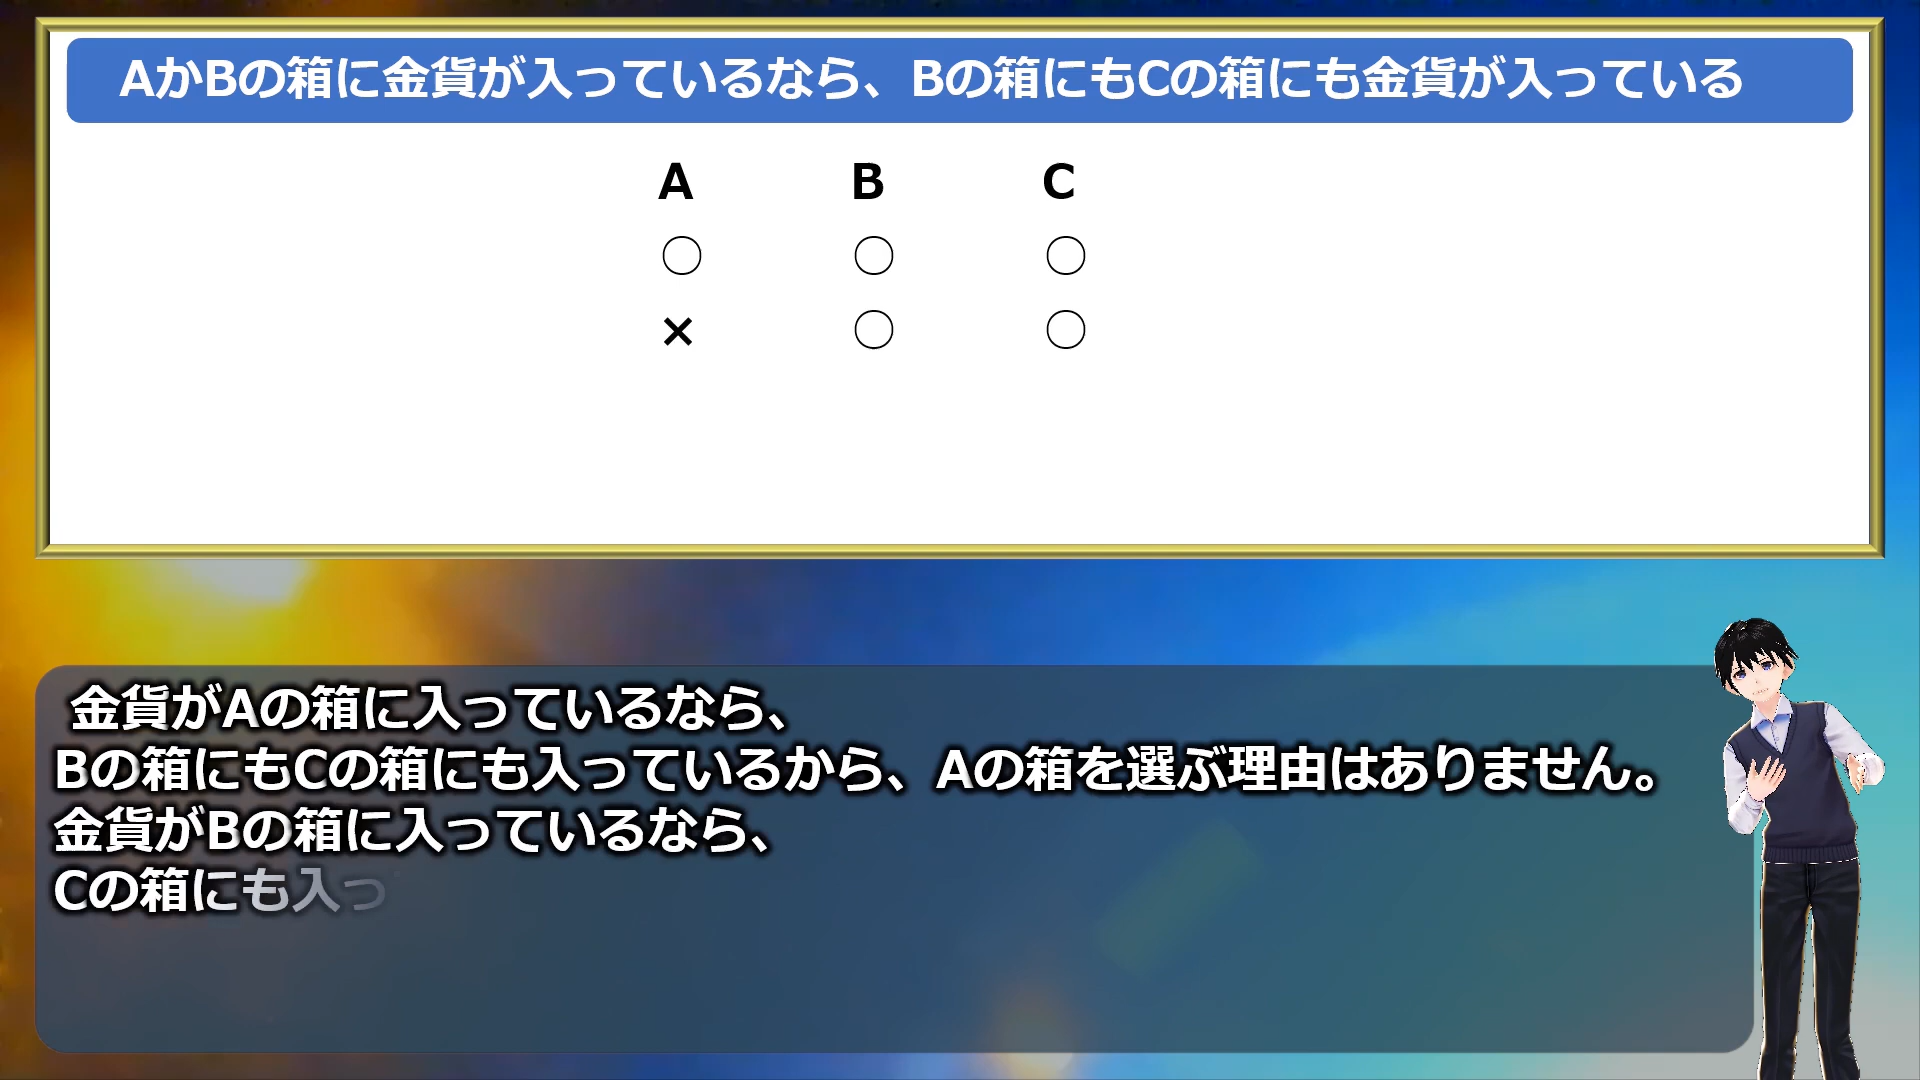 AかBの箱に金貨が入っているなら、Bの箱にもCの箱にも金貨が入っている
A B C
○ ○ ○
× ○ ○
金貨がAの箱に入っているなら、
Bの箱にもCの箱にも入っているから、Aの箱を選ぶ理由はありません。
金貨がBの箱に入っているなら、
Cの箱にも入っ